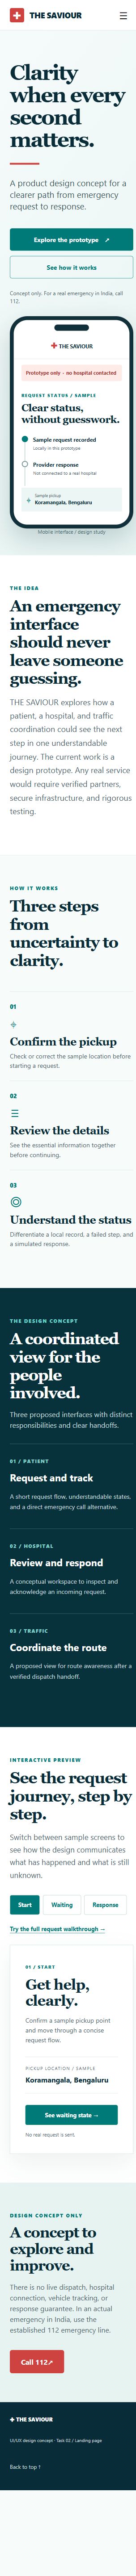 THE SAVIOUR
Clarity
when every
second
matters.
A product design concept for a
clearer path from emergency
request to response.
Explore the prototype ↗
See how it works
Concept only. For a real emergency in India, call
112.
THE SAVIOUR
Prototype only - no hospital contacted
REQUEST STATUS / SAMPLE
Clear status,
without guesswork.
Sample request recorded
Locally in this prototype
Provider response
Not connected to a real hospital
Sample pickup
Koramangala, Bengaluru
Mobile interface / design study
THE IDEA
An emergency
interface
should never
leave someone
guessing.
THE SAVIOUR explores how a
patient, a hospital, and traffic
coordination could see the next
step in one understandable
journey. The current work is a
design prototype. Any real service
would require verified partners,
secure infrastructure, and rigorous
testing.
HOW IT WORKS
Three steps
from
uncertainty to
clarity.
01
Confirm the pickup
Check or correct the sample location before
starting a request.
02
Review the details
See the essential information together
before continuing.
03
Understand the status
Differentiate a local record, a failed step, and
a simulated response.
THE DESIGN CONCEPT
A coordinated
view for the
people
involved.
Three proposed interfaces with distinct
responsibilities and clear handoffs.
01 / PATIENT
Request and track
A short request flow, understandable states,
and a direct emergency call alternative.
02 / HOSPITAL
Review and respond
A conceptual workspace to inspect and
acknowledge an incoming request.
03 / TRAFFIC
Coordinate the route
A proposed view for route awareness after a
verified dispatch handoff.
INTERACTIVE PREVIEW
See the request
journey, step by
step.
Switch between sample screens to
see how the design communicates
what has happened and what is still
unknown.
Start Waiting Response
Try the full request walkthrough →
01 / START
Get help,
clearly.
Confirm a sample pickup point
and move through a concise
request flow.
PICKUP LOCATION / SAMPLE
Koramangala, Bengaluru
See waiting state →
No real request is sent.
DESIGN CONCEPT ONLY
A concept to
explore and
improve.
There is no live dispatch, hospital
connection, vehicle tracking, or
response guarantee. In an actual
emergency in India, use the
established 112 emergency line.
Call 112↗
THE SAVIOUR
UI/UX design concept · Task 02 / Landing page
Back to top ↑